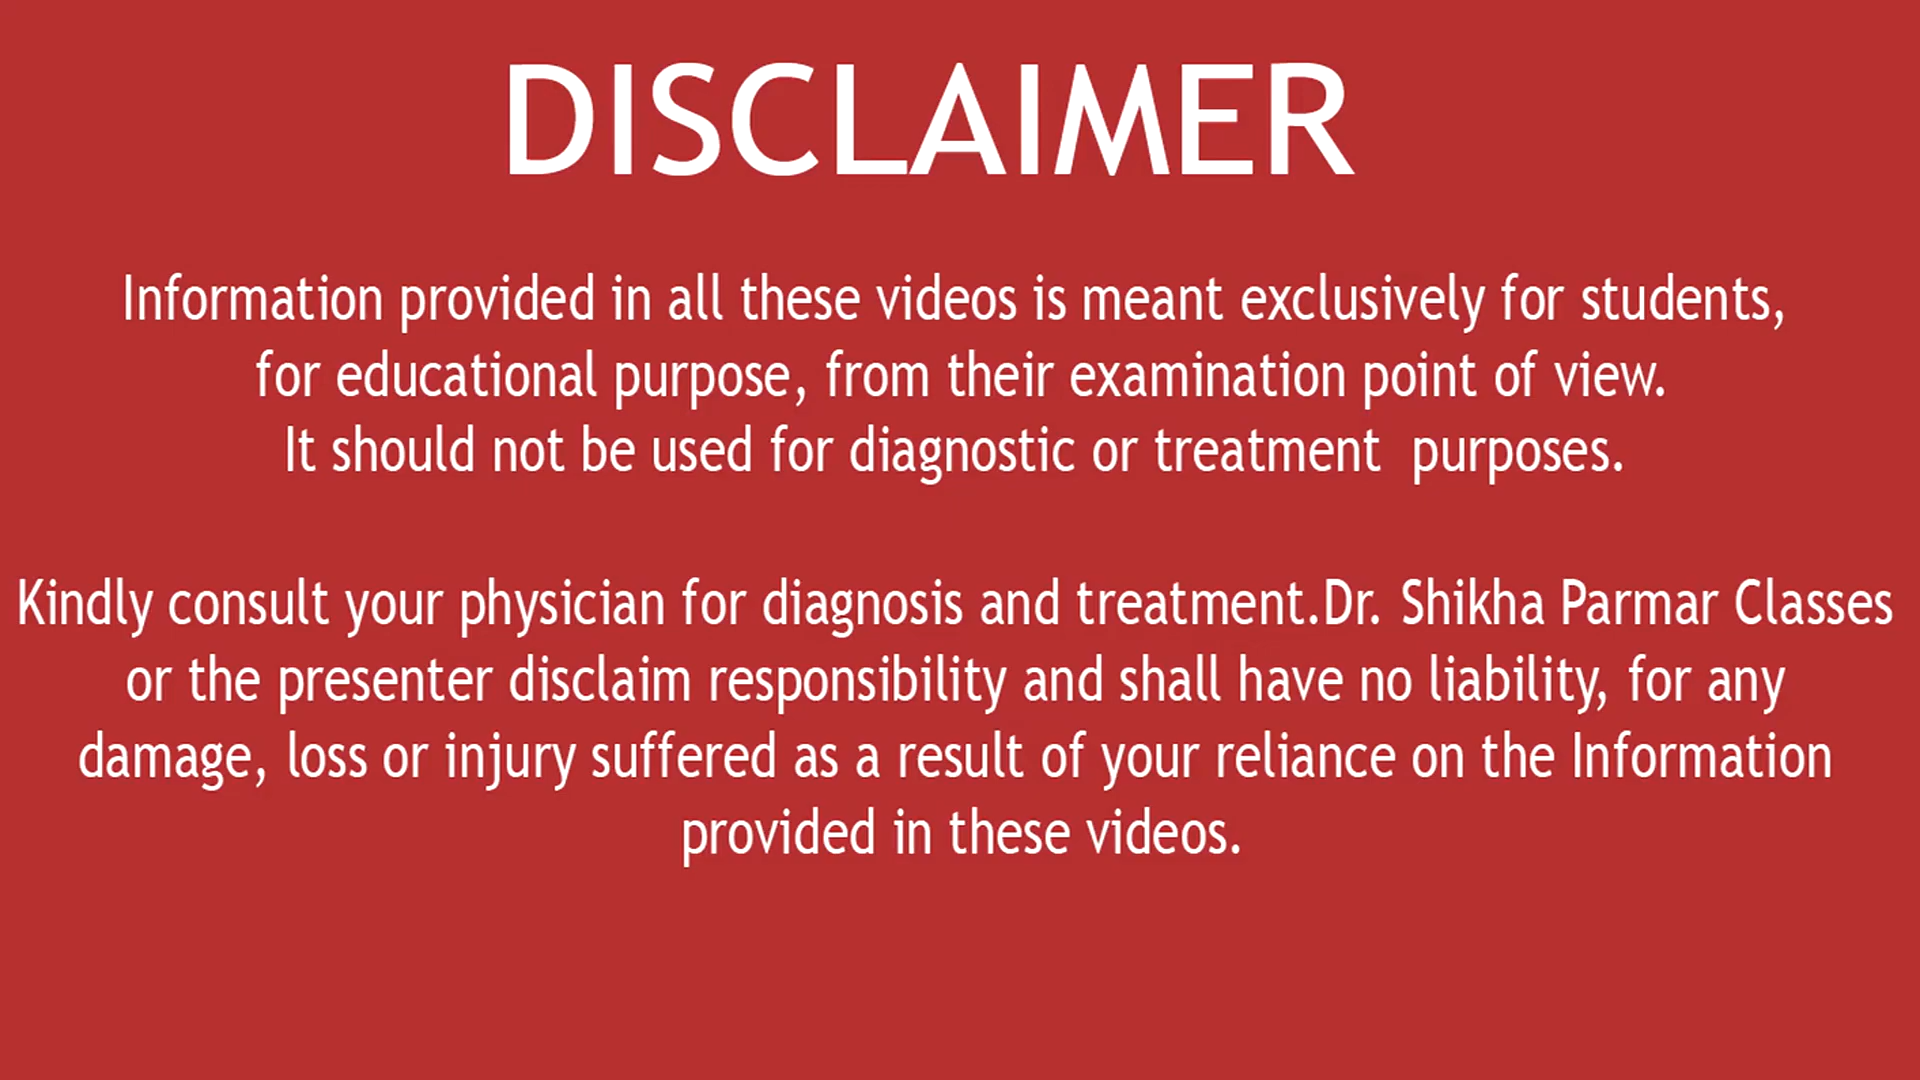 DISCLAIMER
Information provided in all these videos is meant exclusively for students,
for educational purpose, from their examination point of view.
It should not be used for diagnostic or treatment  purposes.
Kindly consult your physician for diagnosis and treatment.Dr. Shikha Parmar Classes
or the presenter disclaim responsibility and shall have no liability, for any
damage, loss or injury suffered as a result of your reliance on the Information
provided in these videos.